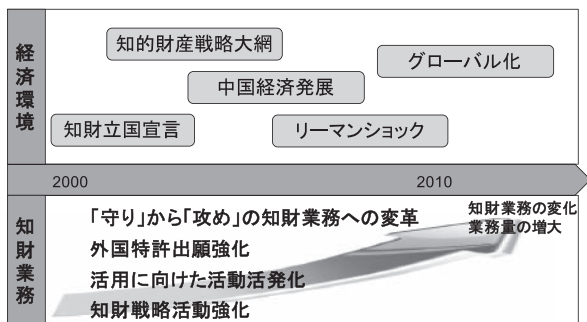 経済環境
知的財産戦略大綱
グローバル化
中国経済発展
知財立国宣言
リーマンショック
2000
2010
知財業務
「守り」から「攻め」の知財業務への変革
外国特許出願強化
活用に向けた活動活発化
知財戦略活動強化
知財業務の変化
業務量の増大